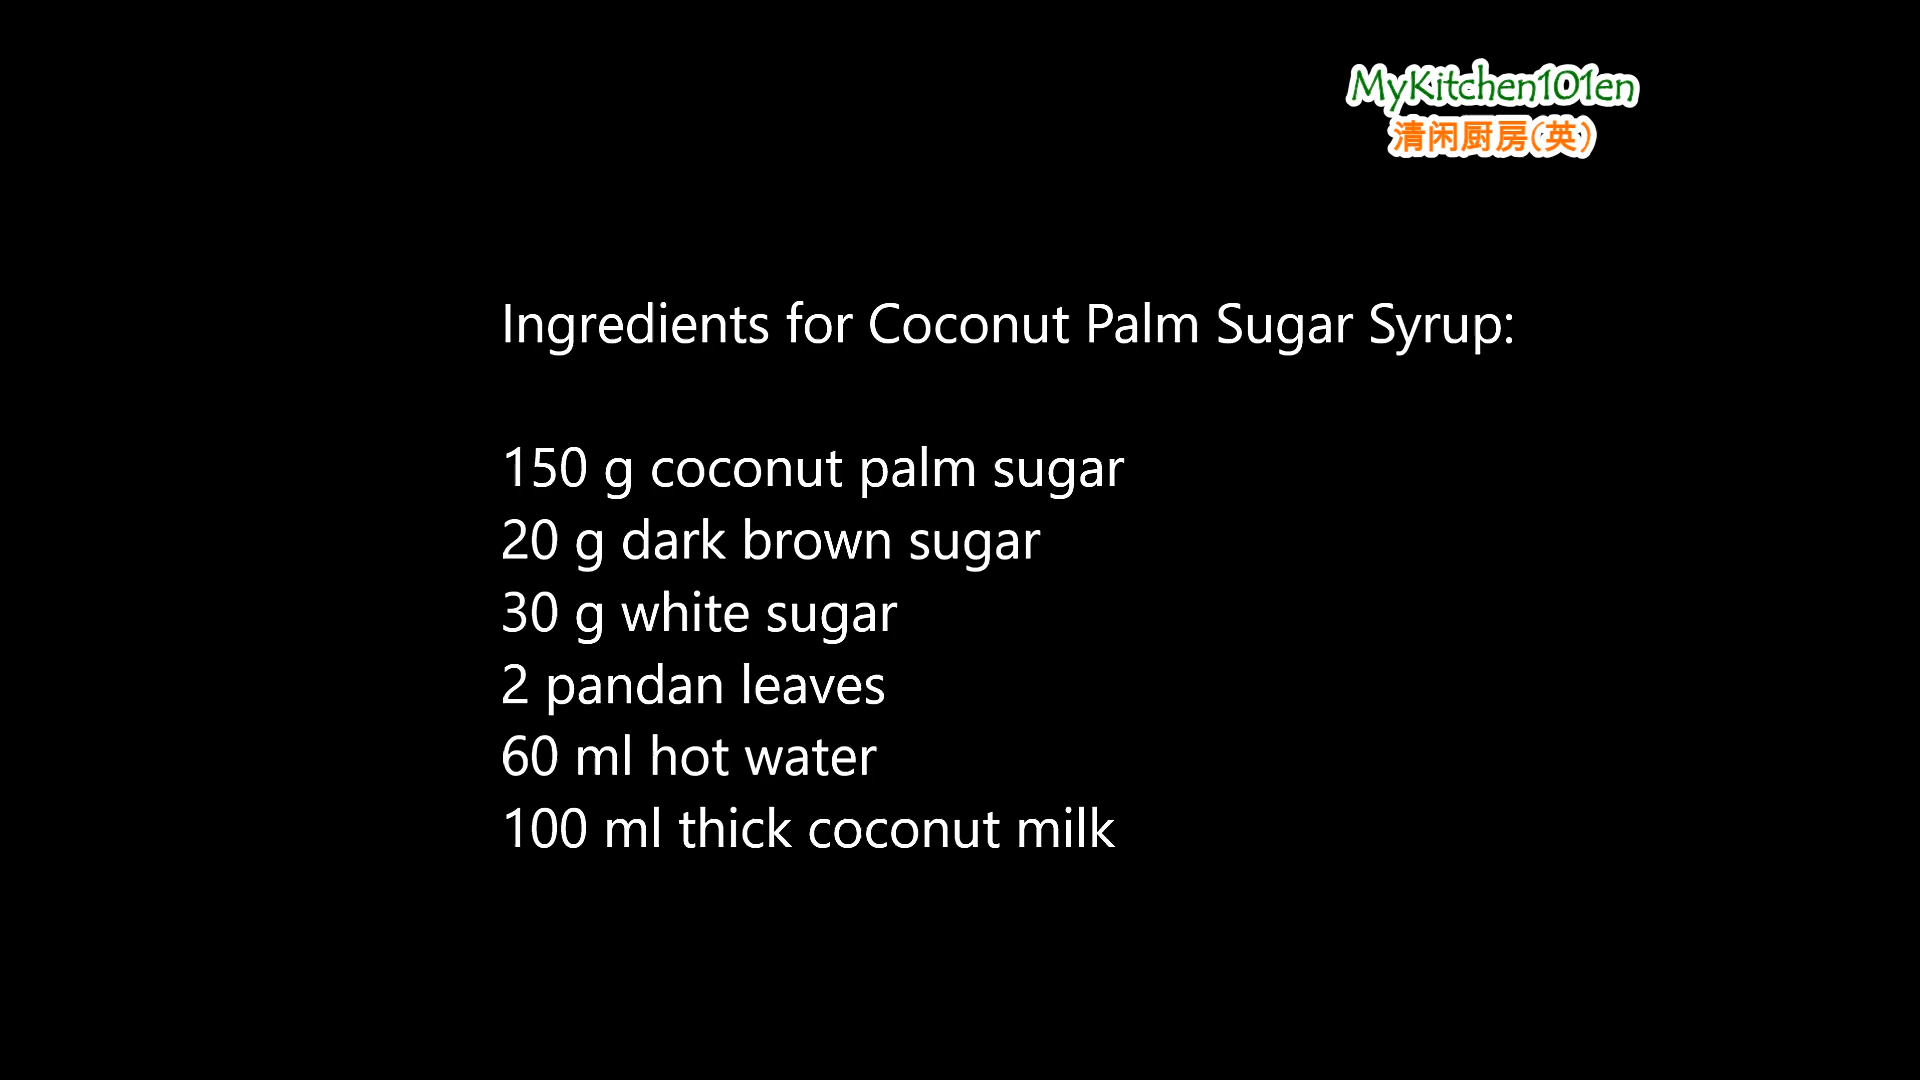 MyKitchen101en
清闲厨房(英)
Ingredients for Coconut Palm Sugar Syrup:
150 g coconut palm sugar
20 g dark brown sugar
30 g white sugar
2 pandan leaves
60 ml hot water
100 ml thick coconut milk